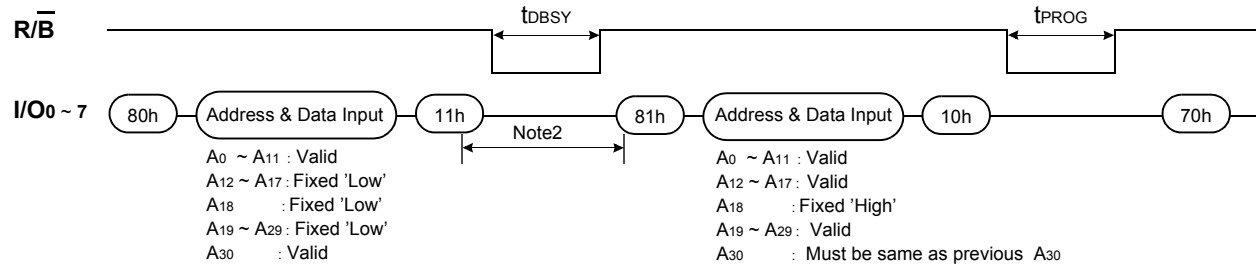 tDBSY tPROG
R/B
I/O0 ~ 7 80h Address & Data Input 11h 81h Address & Data Input 10h 70h
Note2
A0 ~ A11 : Valid
A12 ~ A17 : Fixed 'Low'
A18 : Fixed 'Low'
A19 ~ A29 : Fixed 'Low'
A30 : Valid
A0 ~ A11 : Valid
A12 ~ A17 : Valid
A18 : Fixed 'High'
A19 ~ A29 : Valid
A30 : Must be same as previous A30